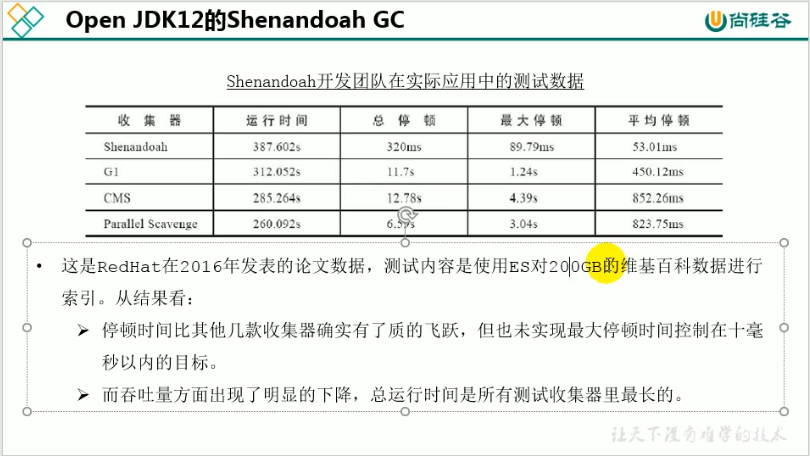 Open JDK12的Shenandoah GC
尚硅谷
Shenandoah开发团队在实际应用中的测试数据
收集器 运行时间 总停顿 最大停顿 平均停顿
Shenandoah 387.602s 320ms 89.79ms 53.01ms
G1 312.052s 11.7s 1.24s 450.12ms
CMS 285.264s 12.78s 4.39s 852.26ms
Parallel Scavenge 260.092s 6.59s 3.04s 823.75ms
• 这是RedHat在2016年发表的论文数据，测试内容是使用ES对200GB的维基百科数据进行
索引。从结果看：
➢ 停顿时间比其他几款收集器确实有了质的飞跃，但也未实现最大停顿时间控制在十毫
秒以内的目标。
➢ 而吞吐量方面出现了明显的下降，总运行时间是所有测试收集器里最长的。
让天下没有难学的技术